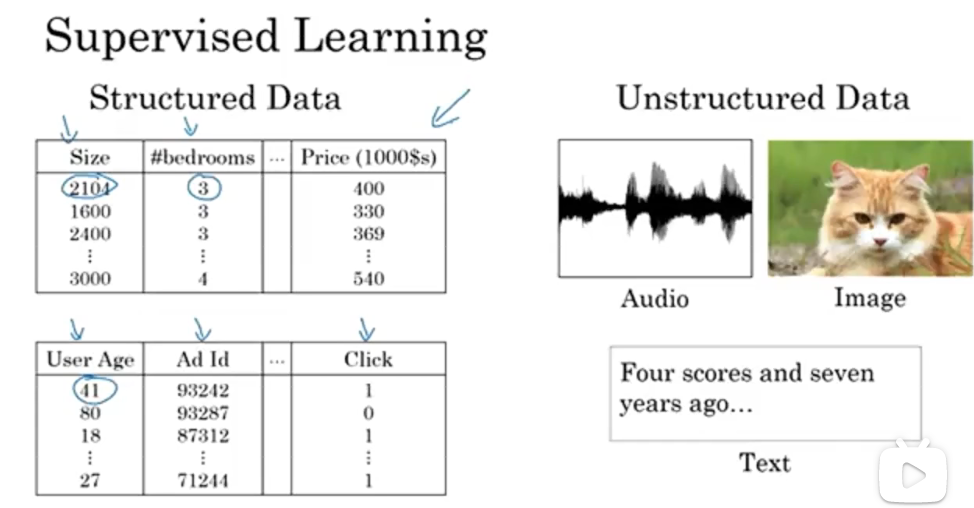 Supervised Learning
Structured Data
Size #bedrooms ... Price (1000$s)
2104 3 400
1600 3 330
2400 3 369
⋮ ⋮ ⋮
3000 4 540
User Age Ad Id ... Click
41 93242 1
80 93287 0
18 87312 1
⋮ ⋮ ⋮
27 71244 1
Unstructured Data
Audio
Image
Four scores and seven
years ago...
Text